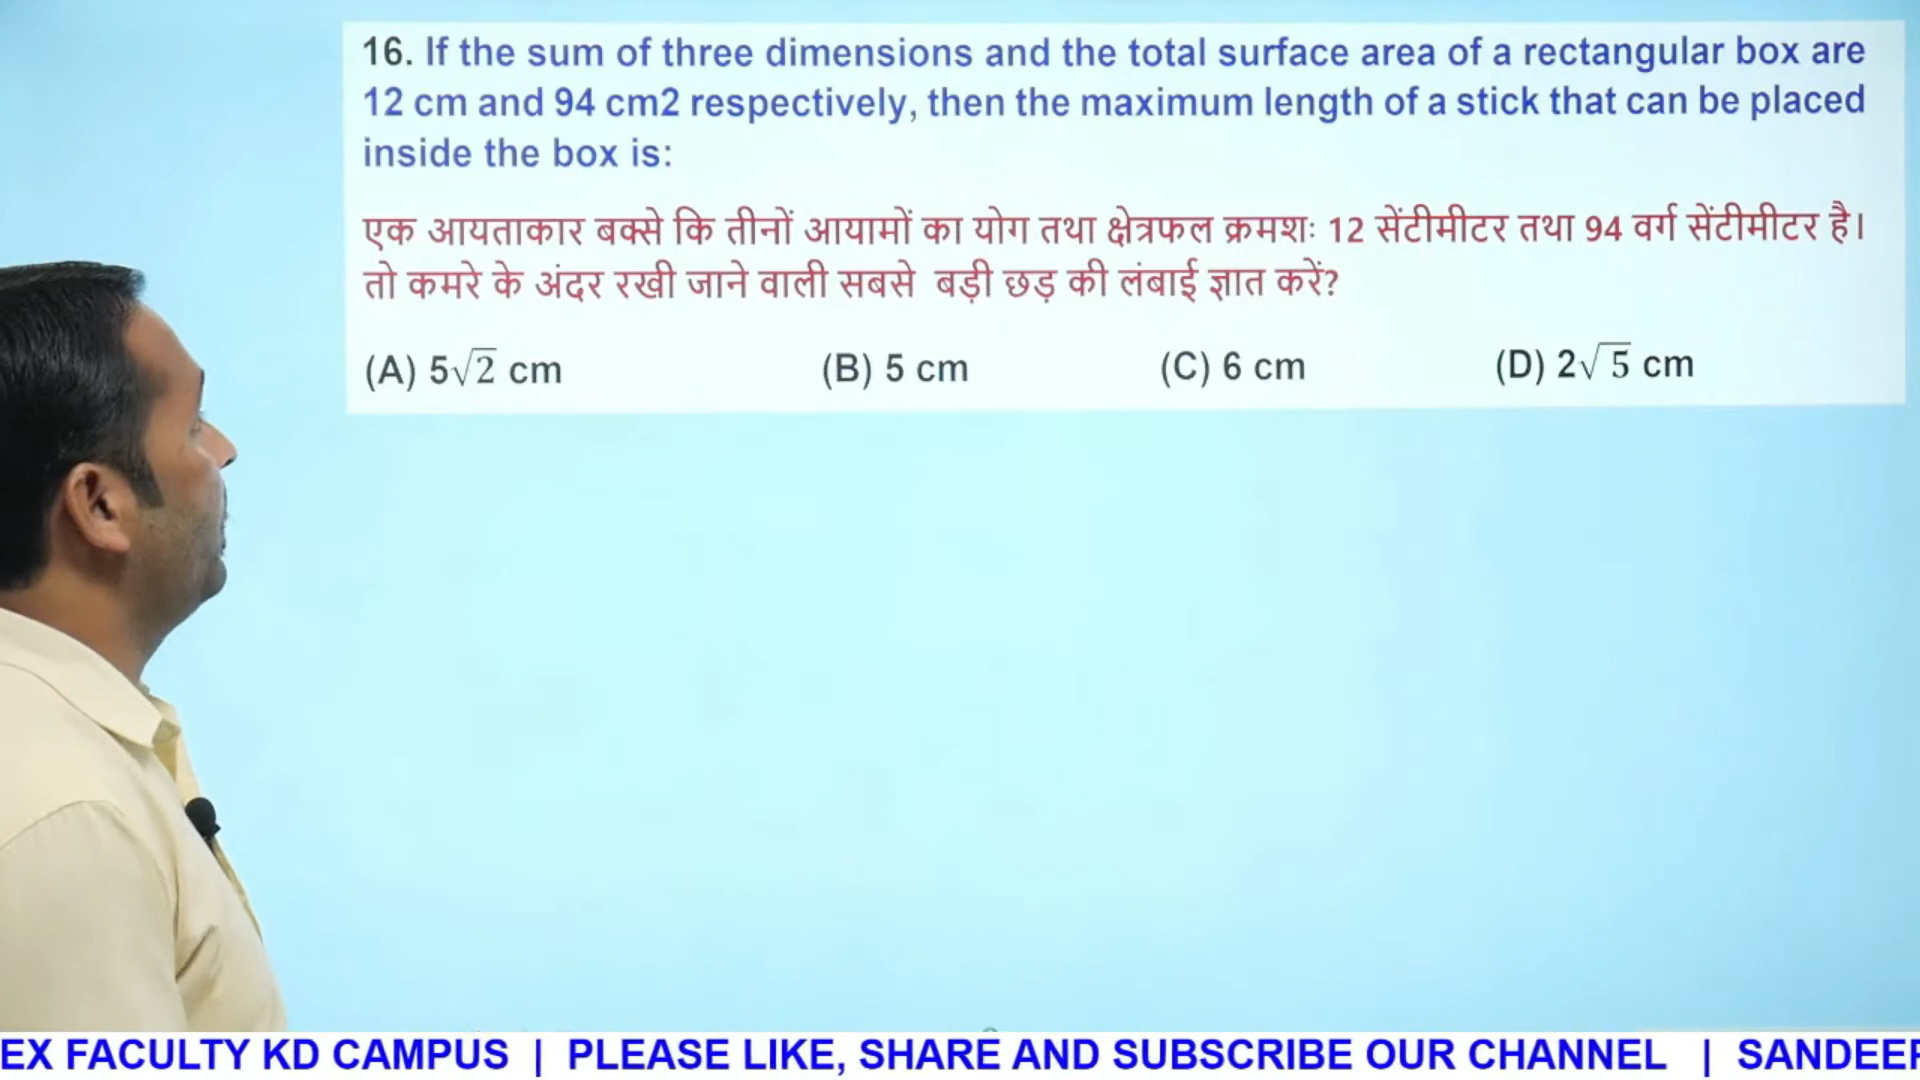 16. If the sum of three dimensions and the total surface area of a rectangular box are
12 cm and 94 cm2 respectively, then the maximum length of a stick that can be placed
inside the box is:
एक आयताकार बक्से कि तीनों आयामों का योग तथा क्षेत्रफल क्रमशः 12 सेंटीमीटर तथा 94 वर्ग सेंटीमीटर है।
तो कमरे के अंदर रखी जाने वाली सबसे बड़ी छड़ की लंबाई ज्ञात करें?
(A) 5√2 cm (B) 5 cm (C) 6 cm (D) 2√5 cm
EX FACULTY KD CAMPUS | PLEASE LIKE, SHARE AND SUBSCRIBE OUR CHANNEL | SANDEEP